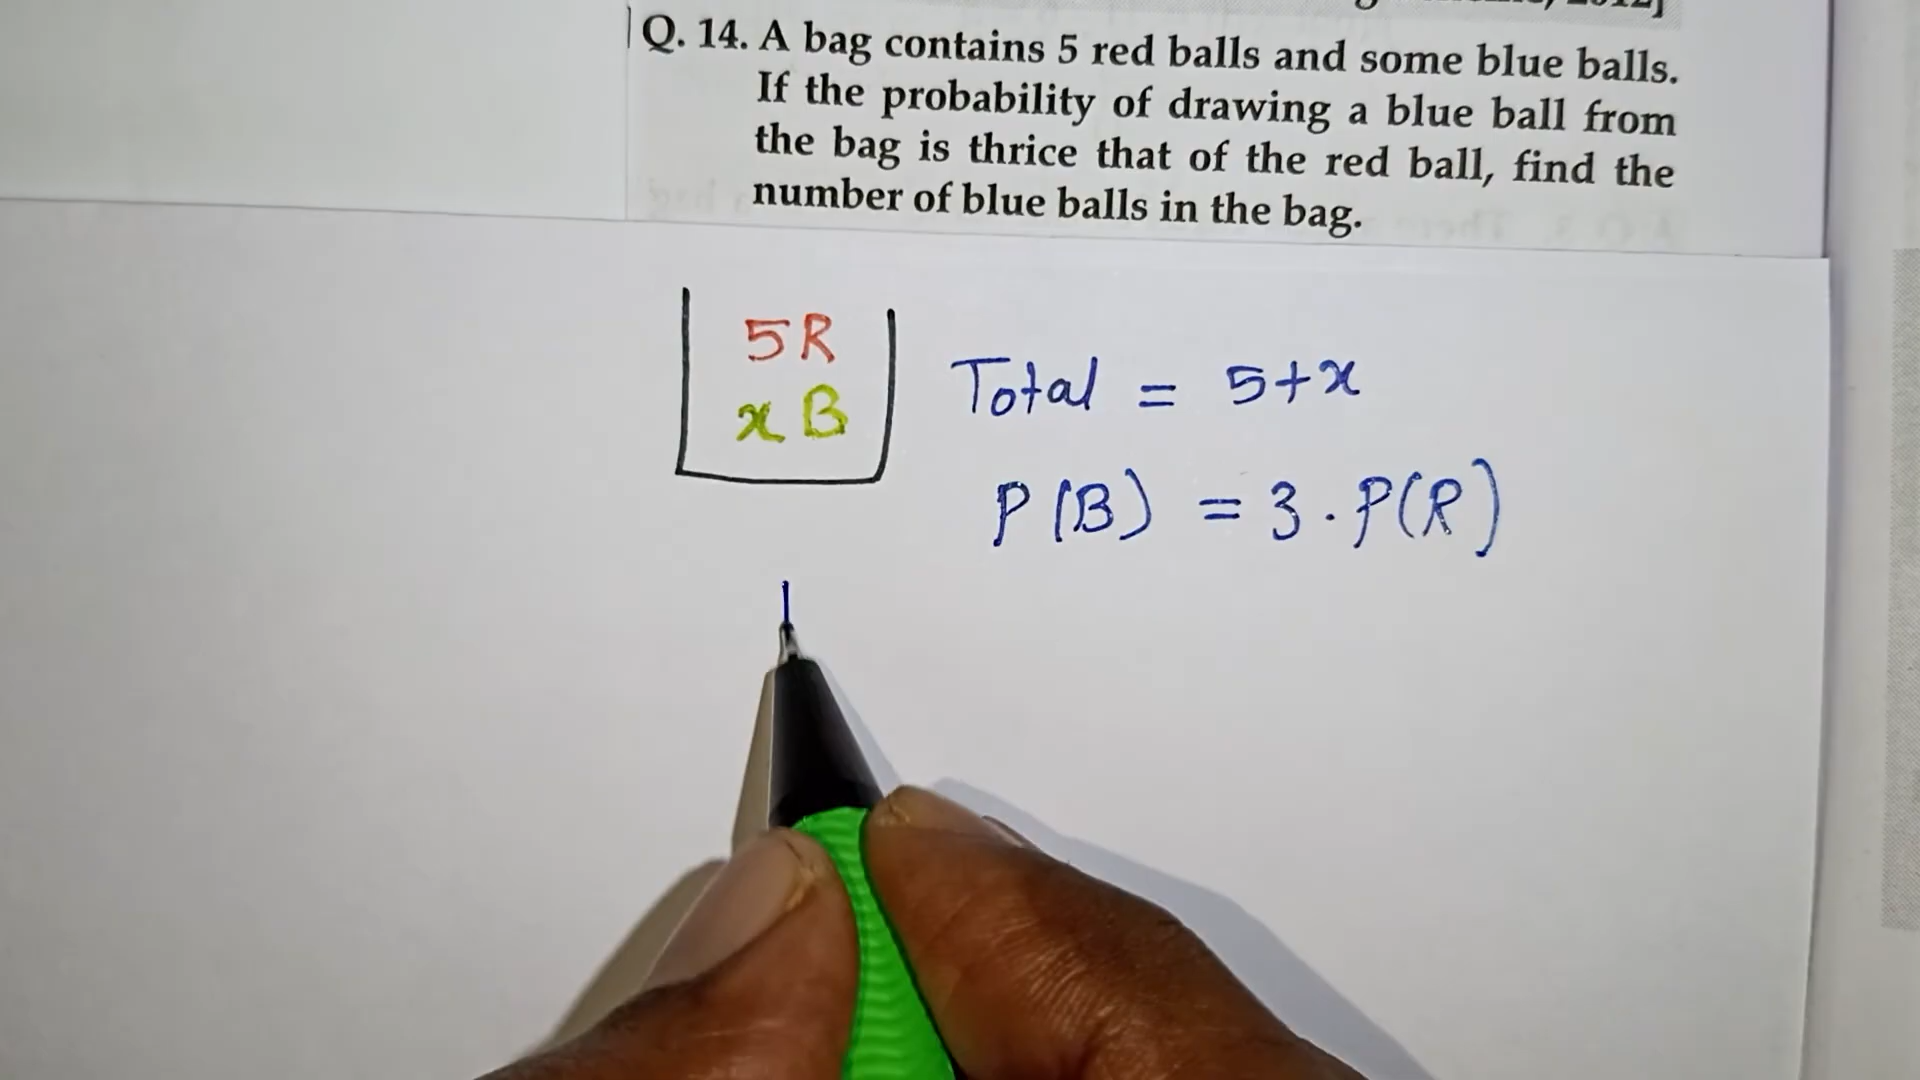 2012]
Q. 14. A bag contains 5 red balls and some blue balls.
If the probability of drawing a blue ball from
the bag is thrice that of the red ball, find the
number of blue balls in the bag.
5R
x B
Total = 5+x
P(B) = 3 . P(R)